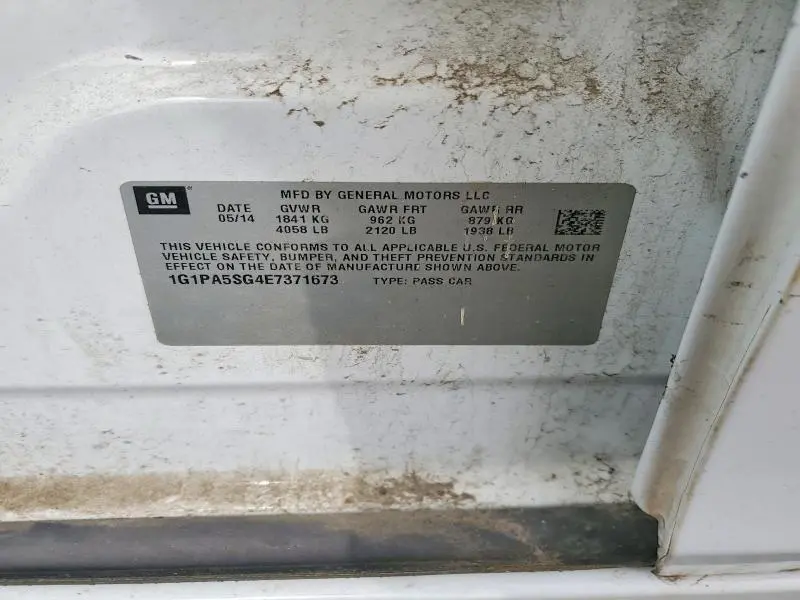 GM
MFD BY GENERAL MOTORS LLC
DATE GVWR GAWR FRT GAWR RR
05/14 1841 KG 962 KG 879 KG
4058 LB 2120 LB 1938 LB
THIS VEHICLE CONFORMS TO ALL APPLICABLE U.S. FEDERAL MOTOR
VEHICLE SAFETY, BUMPER, AND THEFT PREVENTION STANDARDS IN
EFFECT ON THE DATE OF MANUFACTURE SHOWN ABOVE.
1G1PA5SG4E7371673 TYPE: PASS CAR